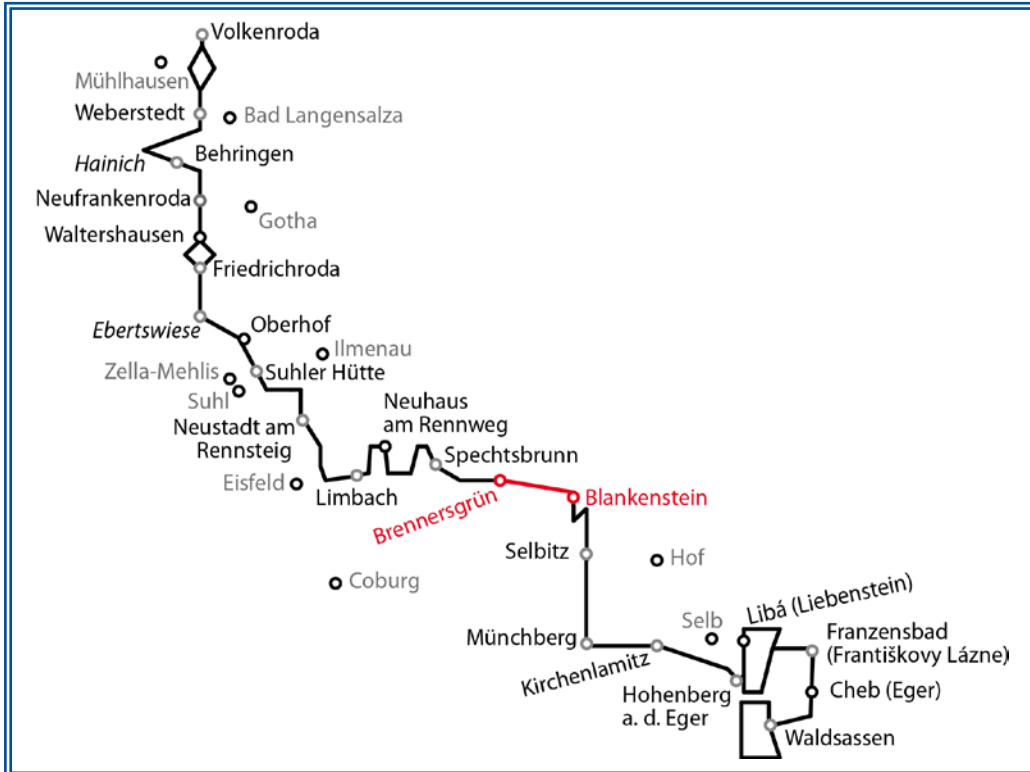 Volkenroda
Mühlhausen
Weberstedt
Bad Langensalza
Hainich
Behringen
Neufrankenroda
Gotha
Waltershausen
Friedrichroda
Ebertswiese
Oberhof
Ilmenau
Zella-Mehlis
Suhler Hütte
Suhl
Neuhaus
am Rennweg
Neustadt am
Rennsteig
Spechtsbrunn
Eisfeld
Limbach
Brennersgrün
Blankenstein
Selbitz
Hof
Coburg
Libá (Liebenstein)
Selb
Münchberg
Franzensbad
(Františkovy Lázne)
Kirchenlamitz
Hohenberg
a. d. Eger
Cheb (Eger)
Waldsassen